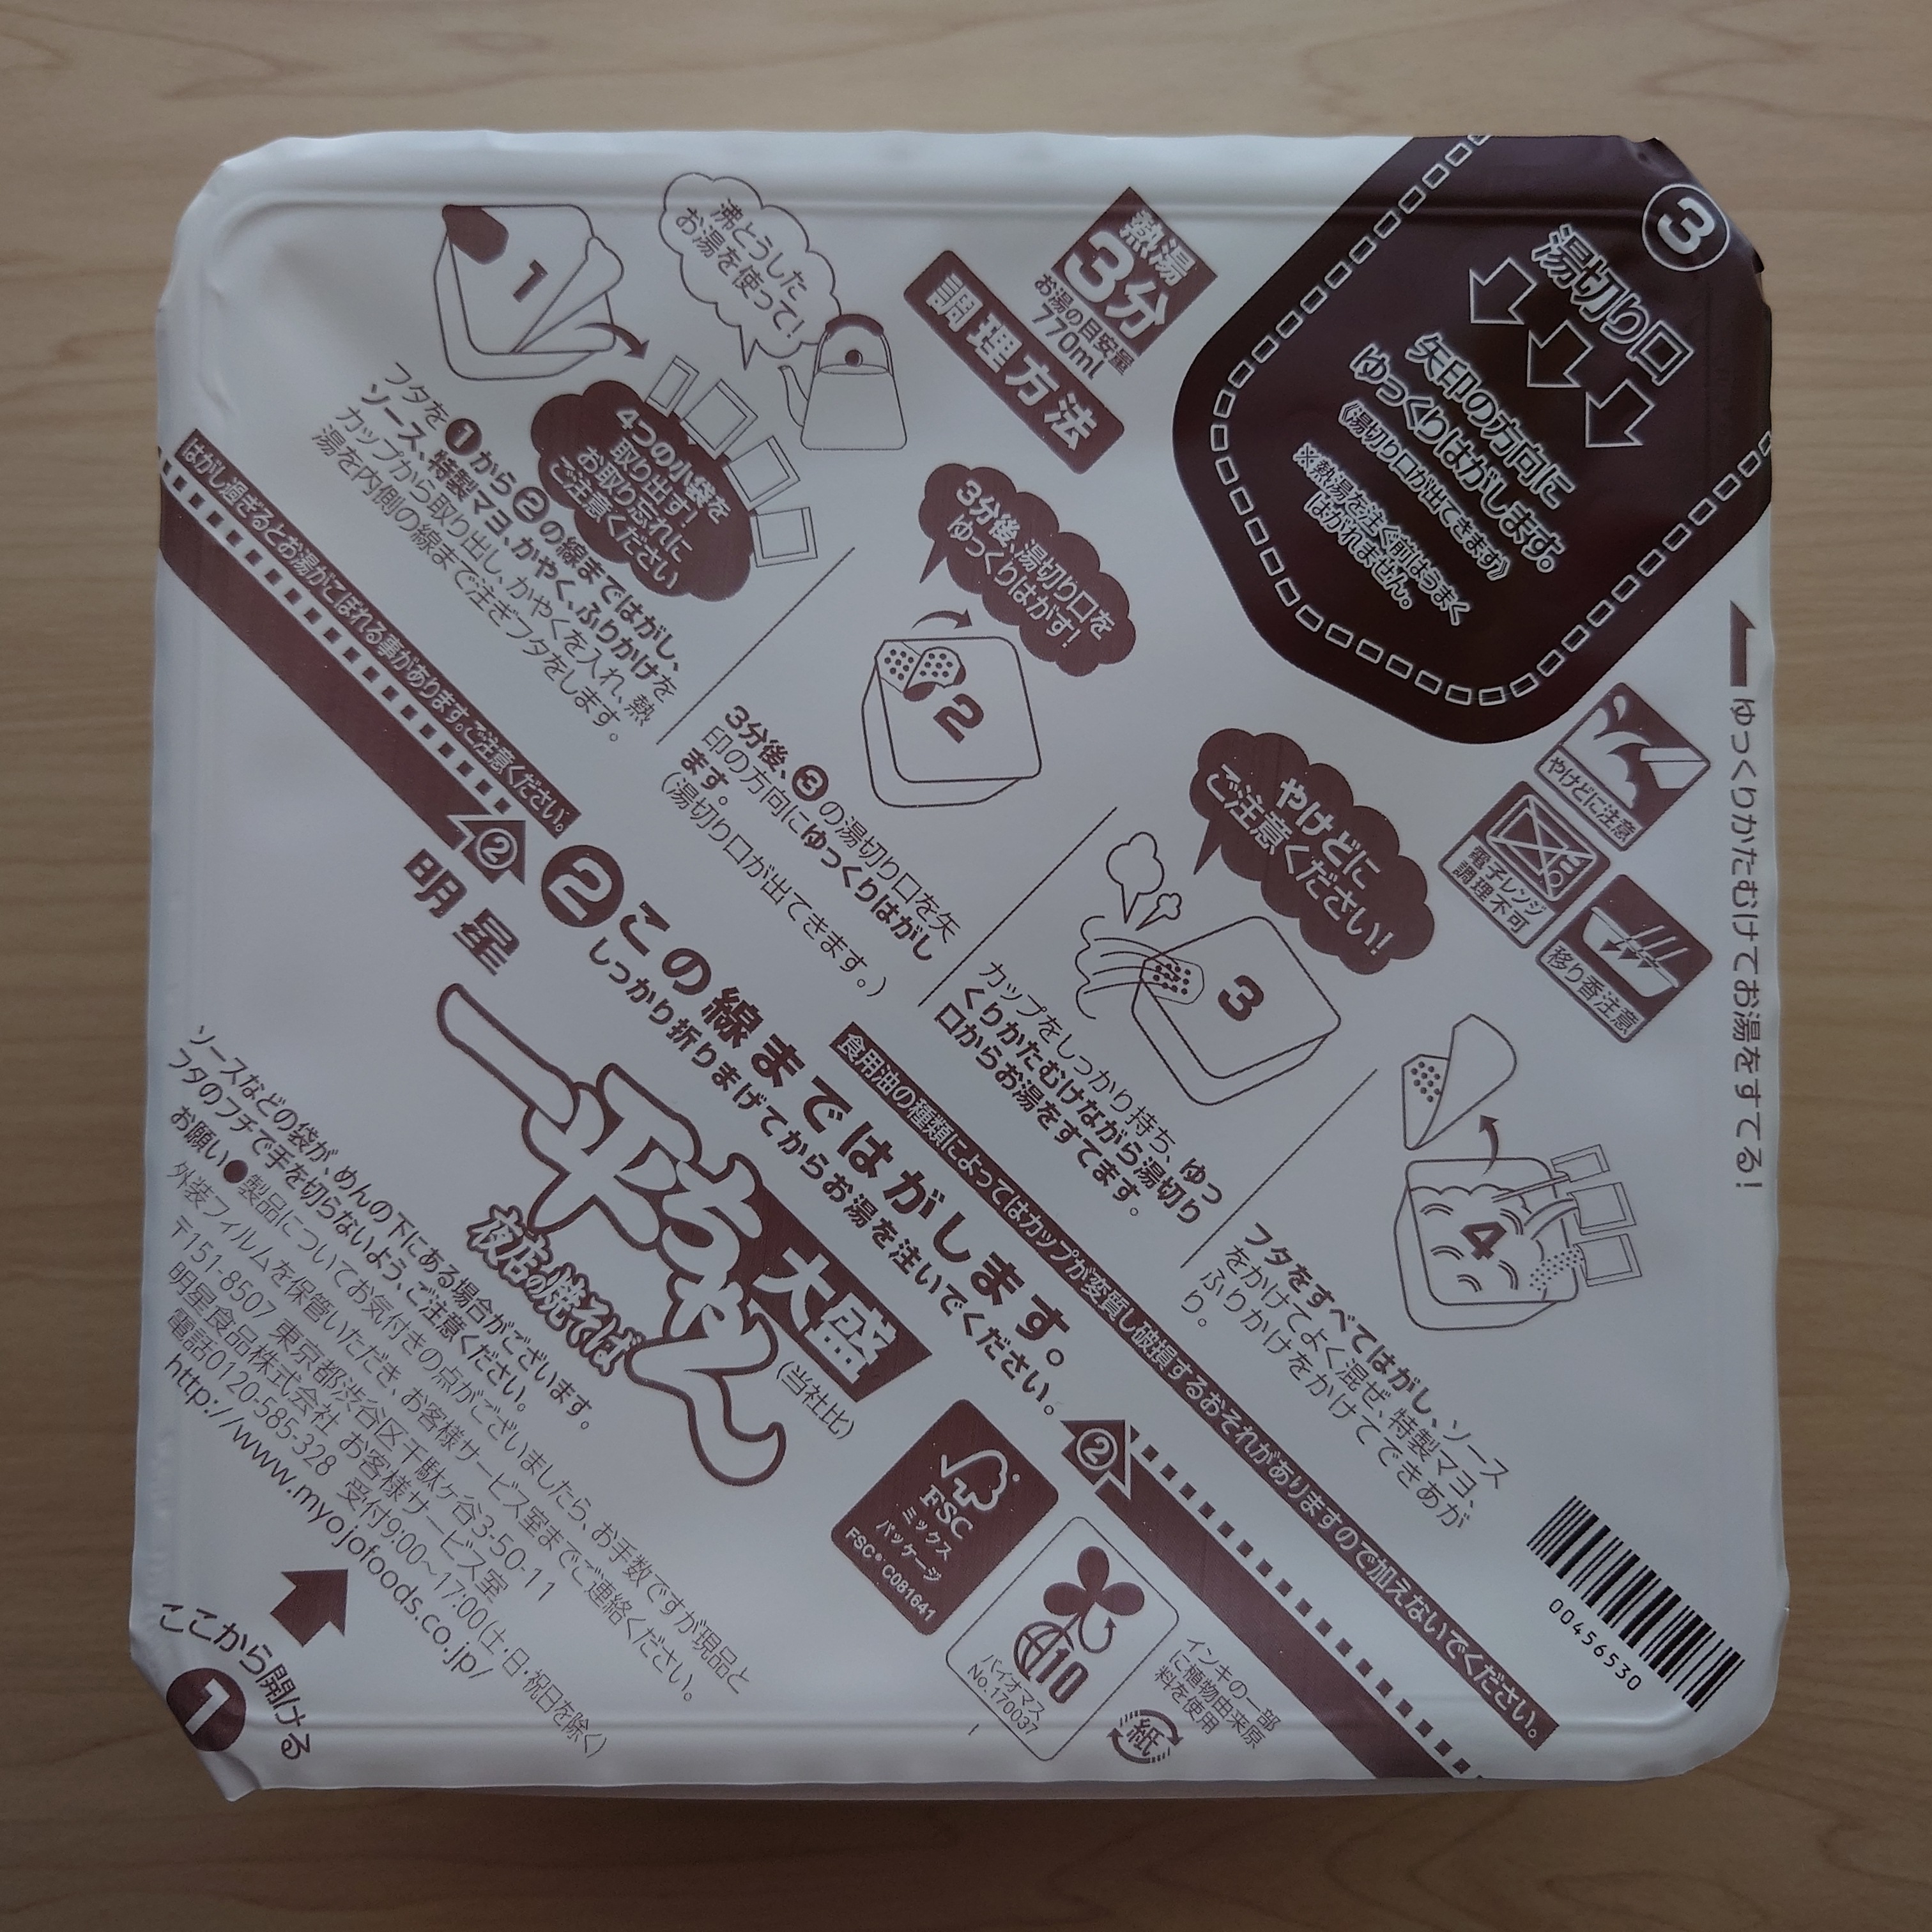 ③
湯切り口
矢印の方向に
ゆっくりはがします。
《湯切り口が出てきます》
※熱湯を注ぐ前はうまく
はがれません。
熱湯
3分
お湯の目安量
770ml
調理方法
沸とうした
お湯を使って!
1
4つの小袋を
取り出す!
お取り忘れに
ご注意ください
フタを❶から❷の線まではがし、
ソース、特製マヨ、かやく、ふりかけを
カップから取り出し、かやくを入れ、熱
湯を内側の線まで注ぎフタをします。
3分後、湯切り口を
ゆっくりはがす!
2
3分後、❸の湯切り口を矢
印の方向にゆっくりはがし
ます。
(湯切り口が出てきます。)
やけどに
ご注意ください!
3
カップをしっかり持ち、ゆっ
くりかたむけながら湯切り
口からお湯をすてます。
4
フタをすべてはがし、ソース
をかけてよく混ぜ、特製マヨ、
ふりかけをかけてできあが
り。
やけどに注意
電子レンジ
調理不可
移り香注意
ゆっくりかたむけてお湯をすてる!
はがし過ぎるとお湯がこぼれる事があります。ご注意ください。
食用油の種類によってはカップが変質し破損するおそれがありますので加えないでください。
②
②
❷この線まではがします。
しっかり折りまげてからお湯を注いでください。
明星
一平ちゃん
大盛
(当社比)
夜店の焼そば
ソースなどの袋が、めんの下にある場合がございます。
フタのフチで手を切らないよう、ご注意ください。
お願い●製品についてお気付きの点がございましたら、お手数ですが現品と
外装フィルムを保管いただき、お客様サービス室までご連絡ください。
〒151-8507 東京都渋谷区千駄ヶ谷3-50-11
明星食品株式会社 お客様サービス室
電話0120-585-328 受付9:00~17:00(土・日・祝日を除く)
http://www.myojofoods.co.jp/
ここから開ける
1
FSC
ミックス
パッケージ
FSC® C081641
10
バイオマス
No.170037
インキの一部
に植物由来原
料を使用
紙
00456530